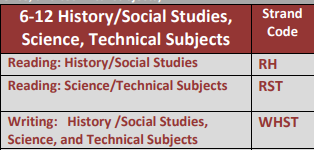 6-12 History/Social Studies, Strand
Science, Technical Subjects Code
Reading: History/Social Studies RH
Reading: Science/Technical Subjects RST
Writing: History /Social Studies, WHST
Science, and Technical Subjects